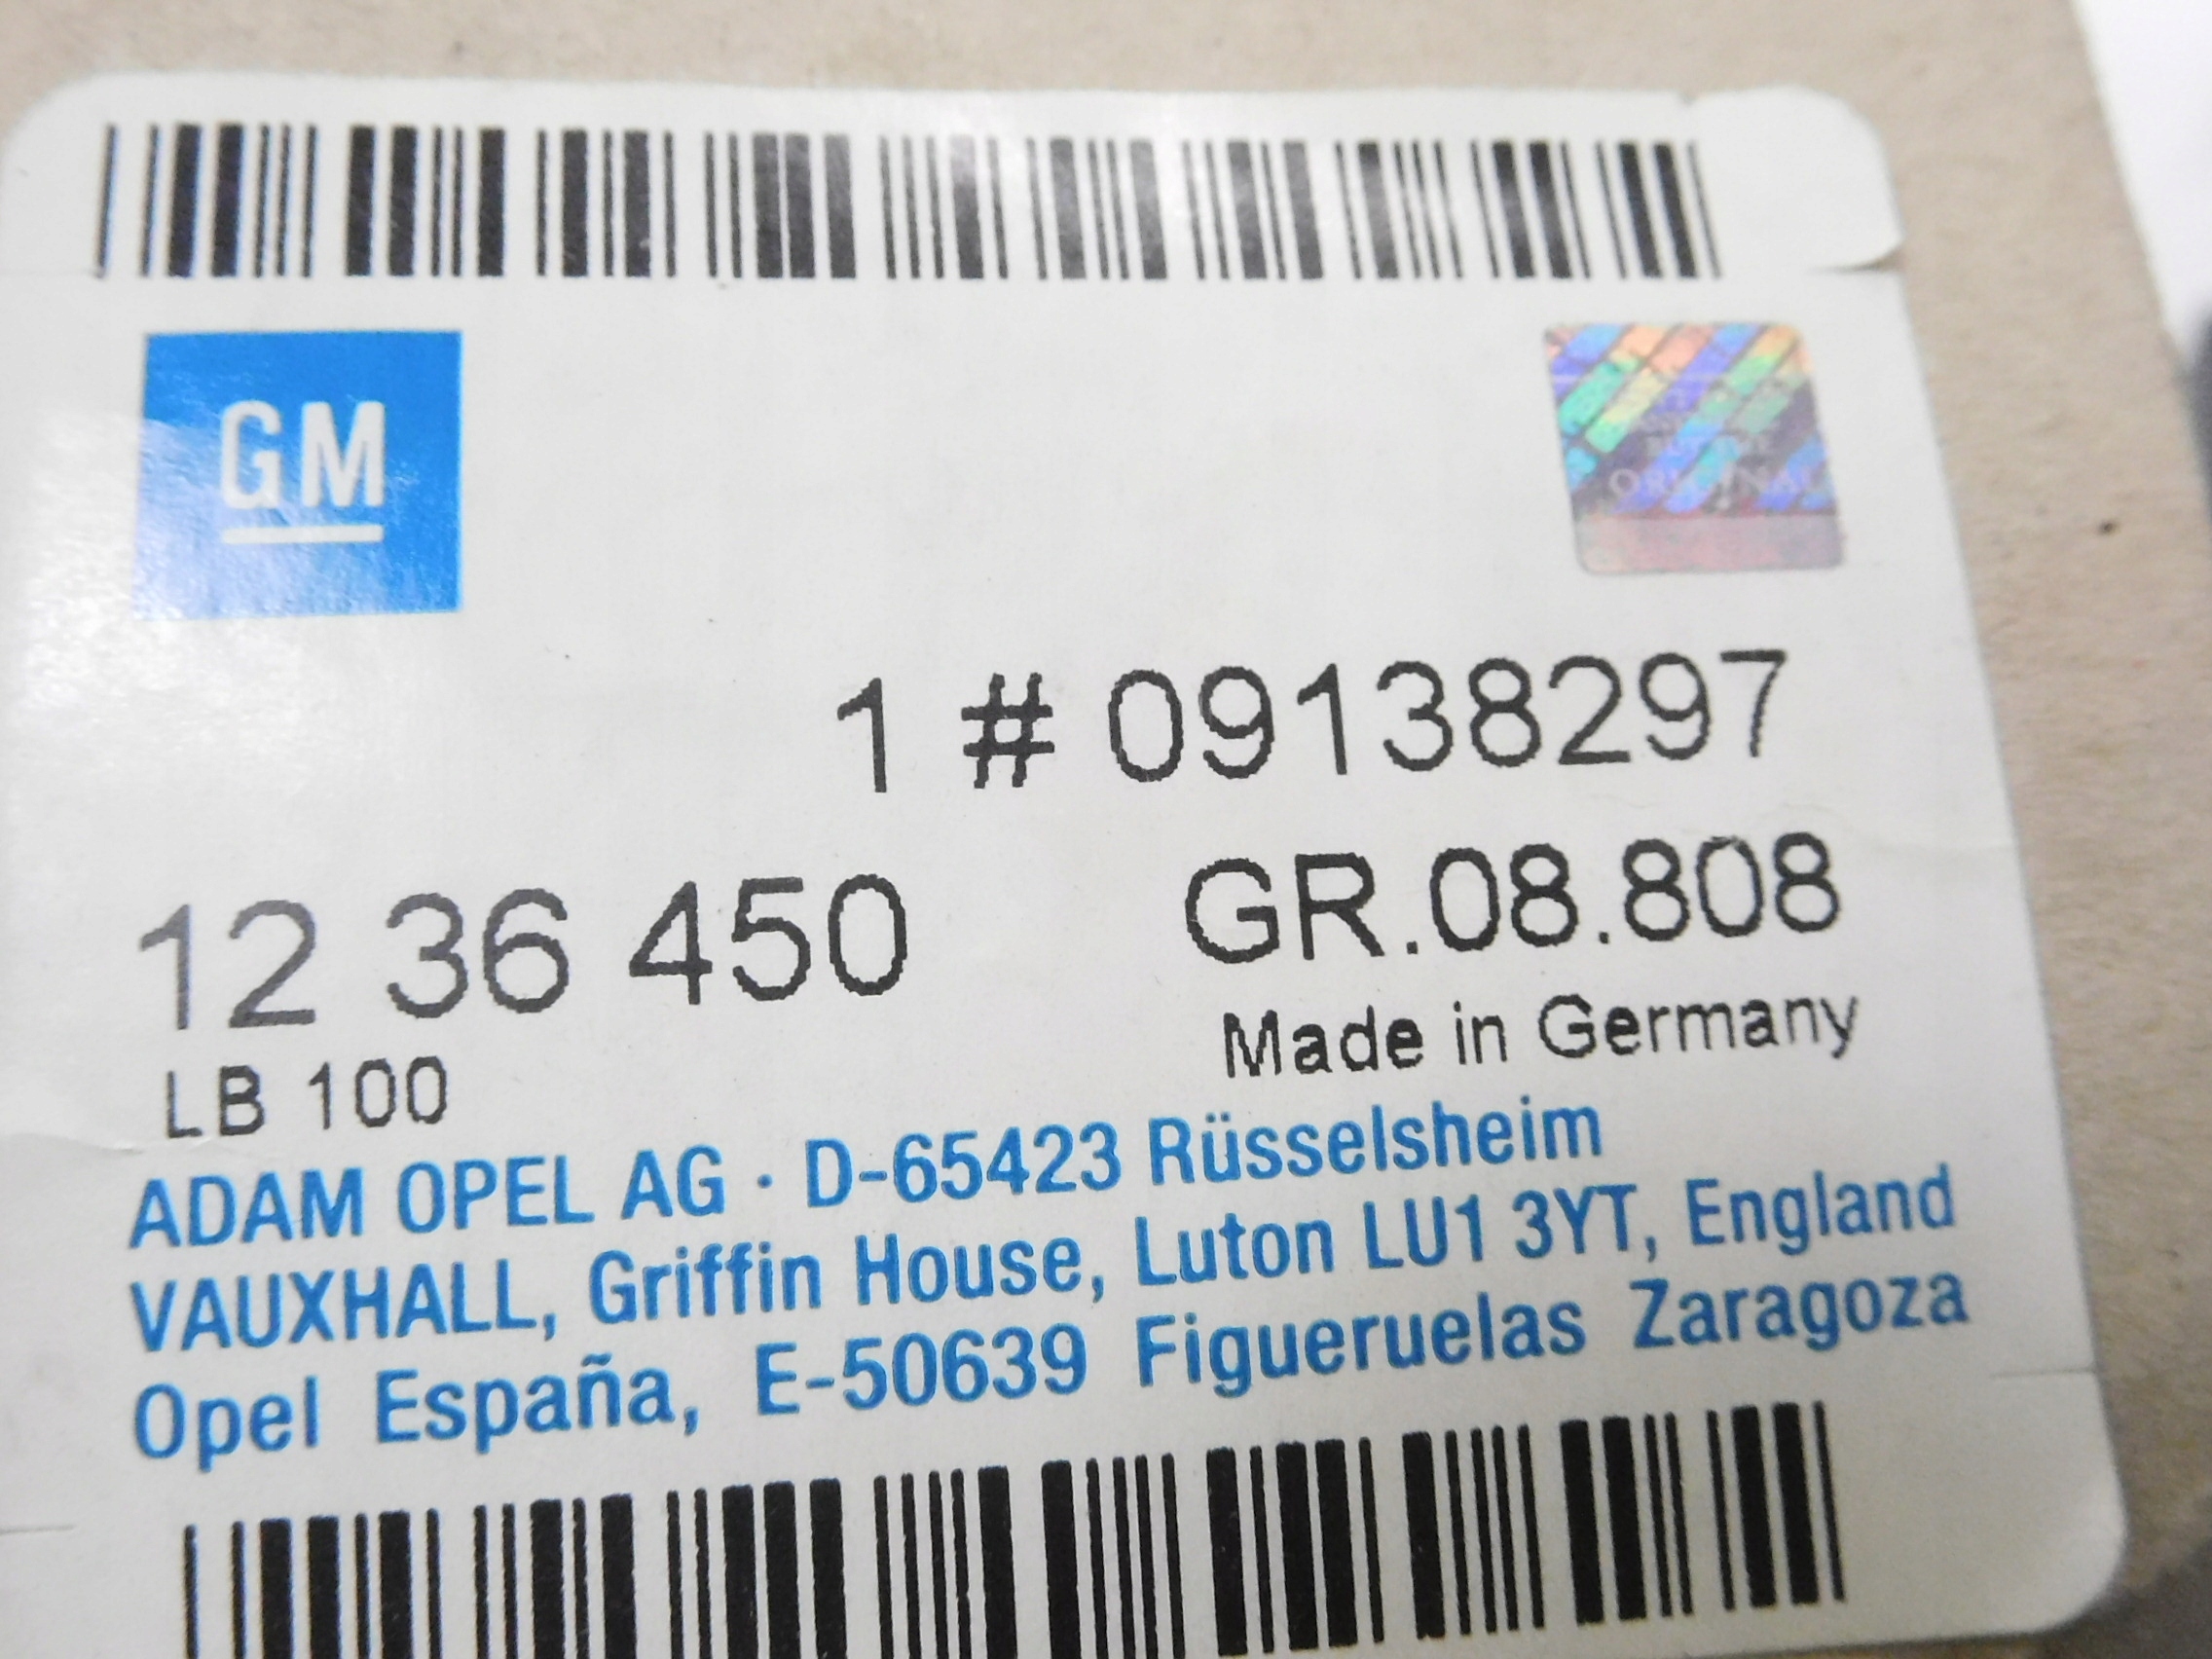 GM
ORIGINAL
1 # 09138297
12 36 450
GR.08.808
LB 100
Made in Germany
ADAM OPEL AG · D-65423 Rüsselsheim
VAUXHALL, Griffin House, Luton LU1 3YT, England
Opel España, E-50639 Figueruelas Zaragoza